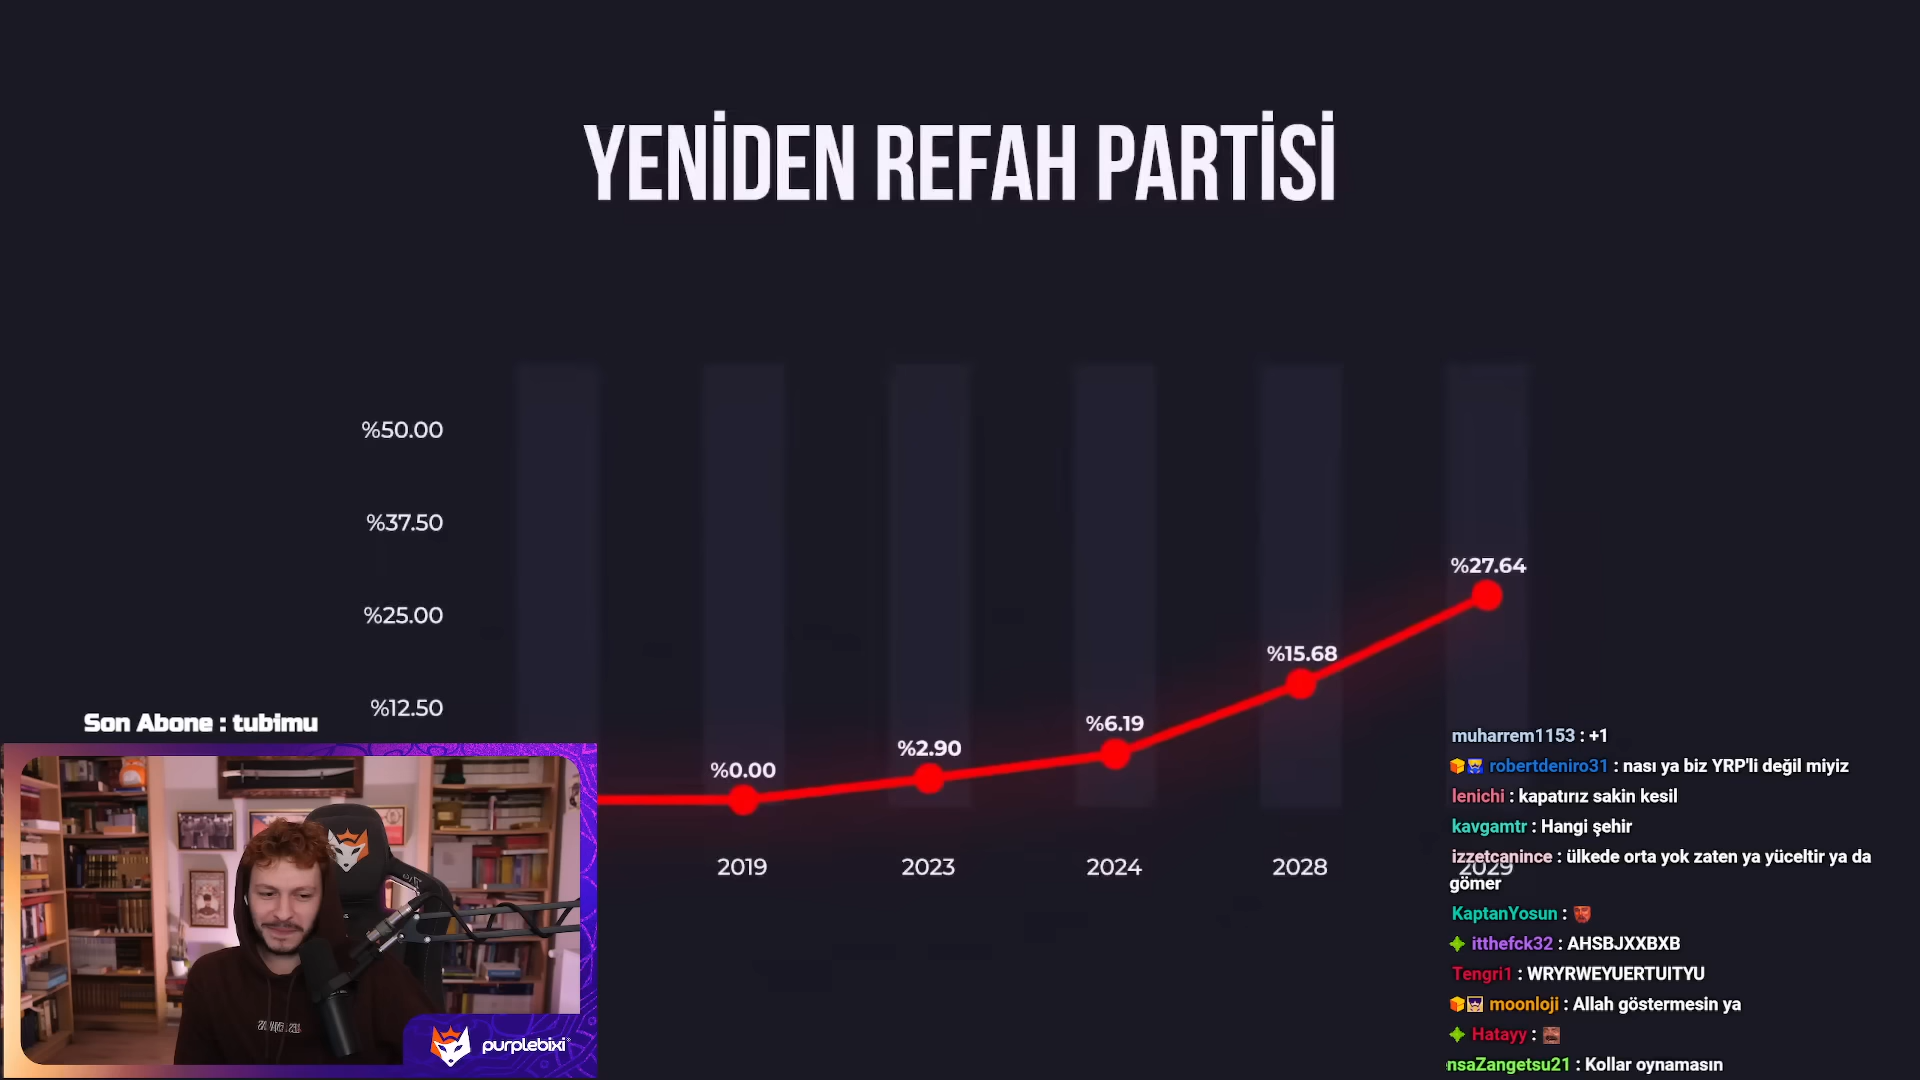 YENİDEN REFAH PARTİSİ
%50.00
%37.50
%25.00
%12.50
%0.00
%2.90
%6.19
%15.68
%27.64
2019
2023
2024
2028
2029
Son Abone : tubimu
purplebixi
muharrem1153 : +1
robertdeniro31 : nası ya biz YRP'li değil miyiz
lenichi : kapatırız sakin kesil
kavgamtr : Hangi şehir
izzetcanince : ülkede orta yok zaten ya yüceltir ya da
gömer
KaptanYosun :
itthefck32 : AHSBJXXBXB
Tengri1 : WRYRWEYUERTUITYU
moonloji : Allah göstermesin ya
Hatayy :
nsaZangetsu21 : Kollar oynamasın